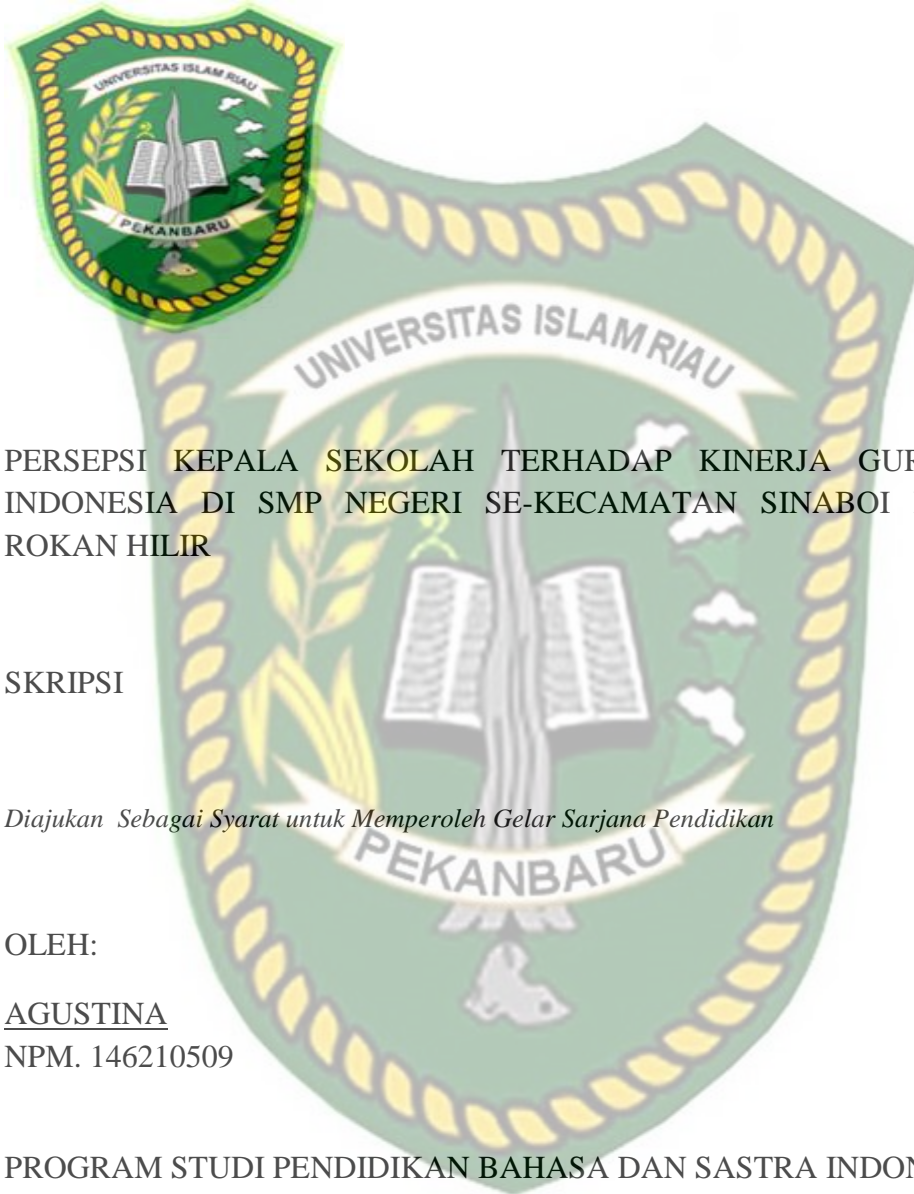 UNIVERSITAS ISLAM RIAU
PEKANBARU
UNIVERSITAS ISLAM RIAU
PERSEPSI KEPALA SEKOLAH TERHADAP KINERJA GUR
INDONESIA DI SMP NEGERI SE-KECAMATAN SINABOI
ROKAN HILIR
SKRIPSI
Diajukan Sebagai Syarat untuk Memperoleh Gelar Sarjana Pendidikan
PEKANBARU
OLEH:
AGUSTINA
NPM. 146210509
PROGRAM STUDI PENDIDIKAN BAHASA DAN SASTRA INDON